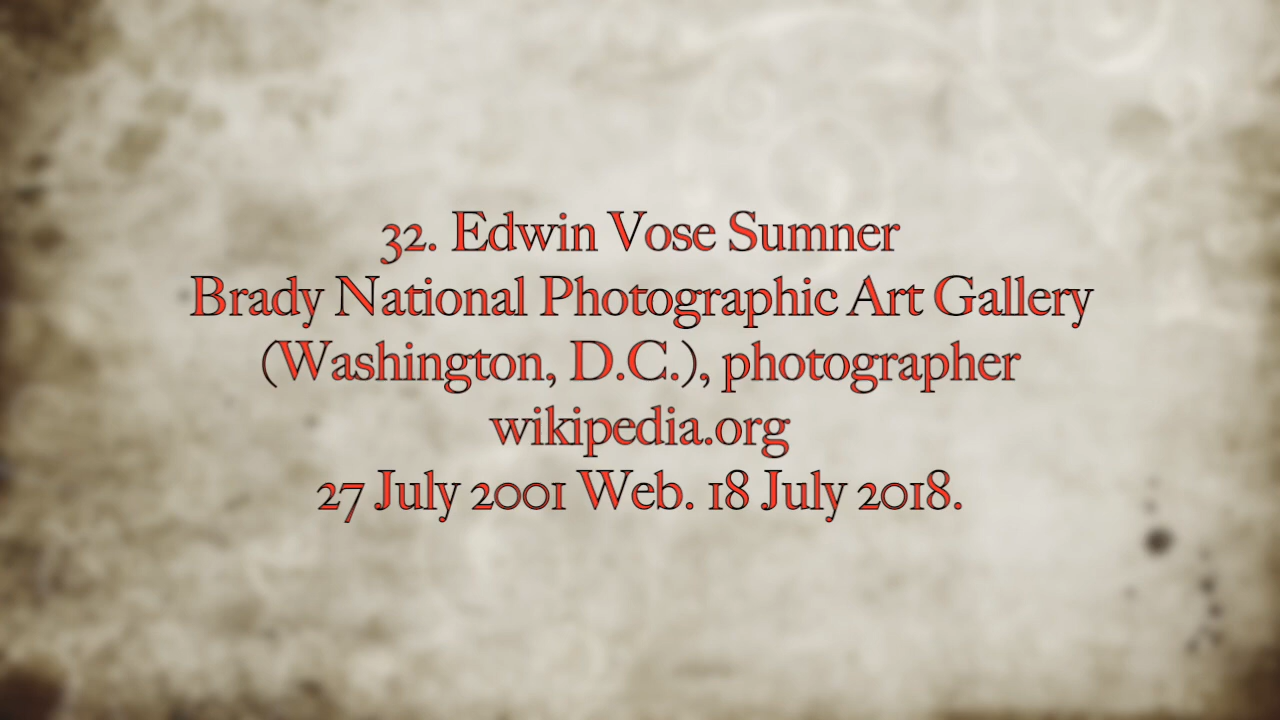 32. Edwin Vose Sumner
Brady National Photographic Art Gallery
(Washington, D.C.), photographer
wikipedia.org
27 July 2001 Web. 18 July 2018.